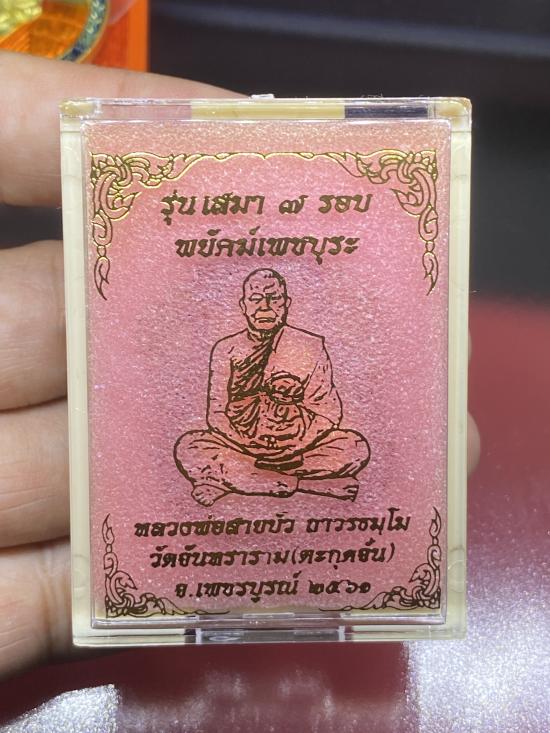 รุ่นเสมา ๗ รอบ
พยัคฆ์เพชบุระ
หลวงพ่อสายบัว ถาวรธมฺโม
วัดจันทราราม(ตะกุดจั่น)
จ.เพชรบูรณ์ ๒๕๖๑